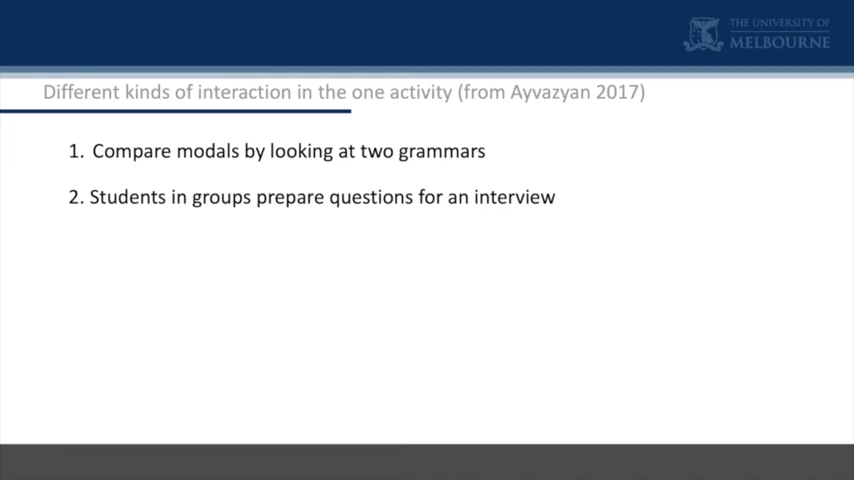 THE UNIVERSITY OF
MELBOURNE
Different kinds of interaction in the one activity (from Ayvazyan 2017)
1. Compare modals by looking at two grammars
2. Students in groups prepare questions for an interview